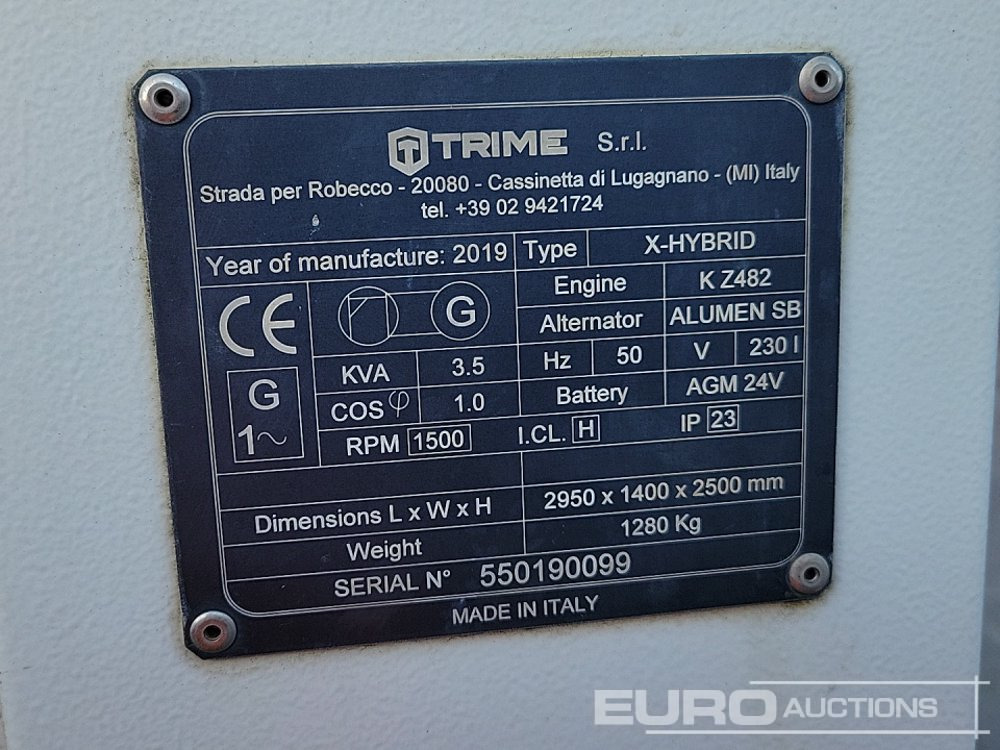 TRIME S.r.l.
Strada per Robecco - 20080 - Cassinetta di Lugagnano - (MI) Italy
tel. +39 02 9421724
Year of manufacture: 2019 Type X-HYBRID
Engine K Z482
CE G Alternator ALUMEN SB
KVA 3.5 Hz 50 V 230 I
G COS φ 1.0 Battery AGM 24V
1~ RPM 1500 I.CL. H IP 23
Dimensions L x W x H 2950 x 1400 x 2500 mm
Weight 1280 Kg
SERIAL N° 550190099
MADE IN ITALY
EURO AUCTIONS